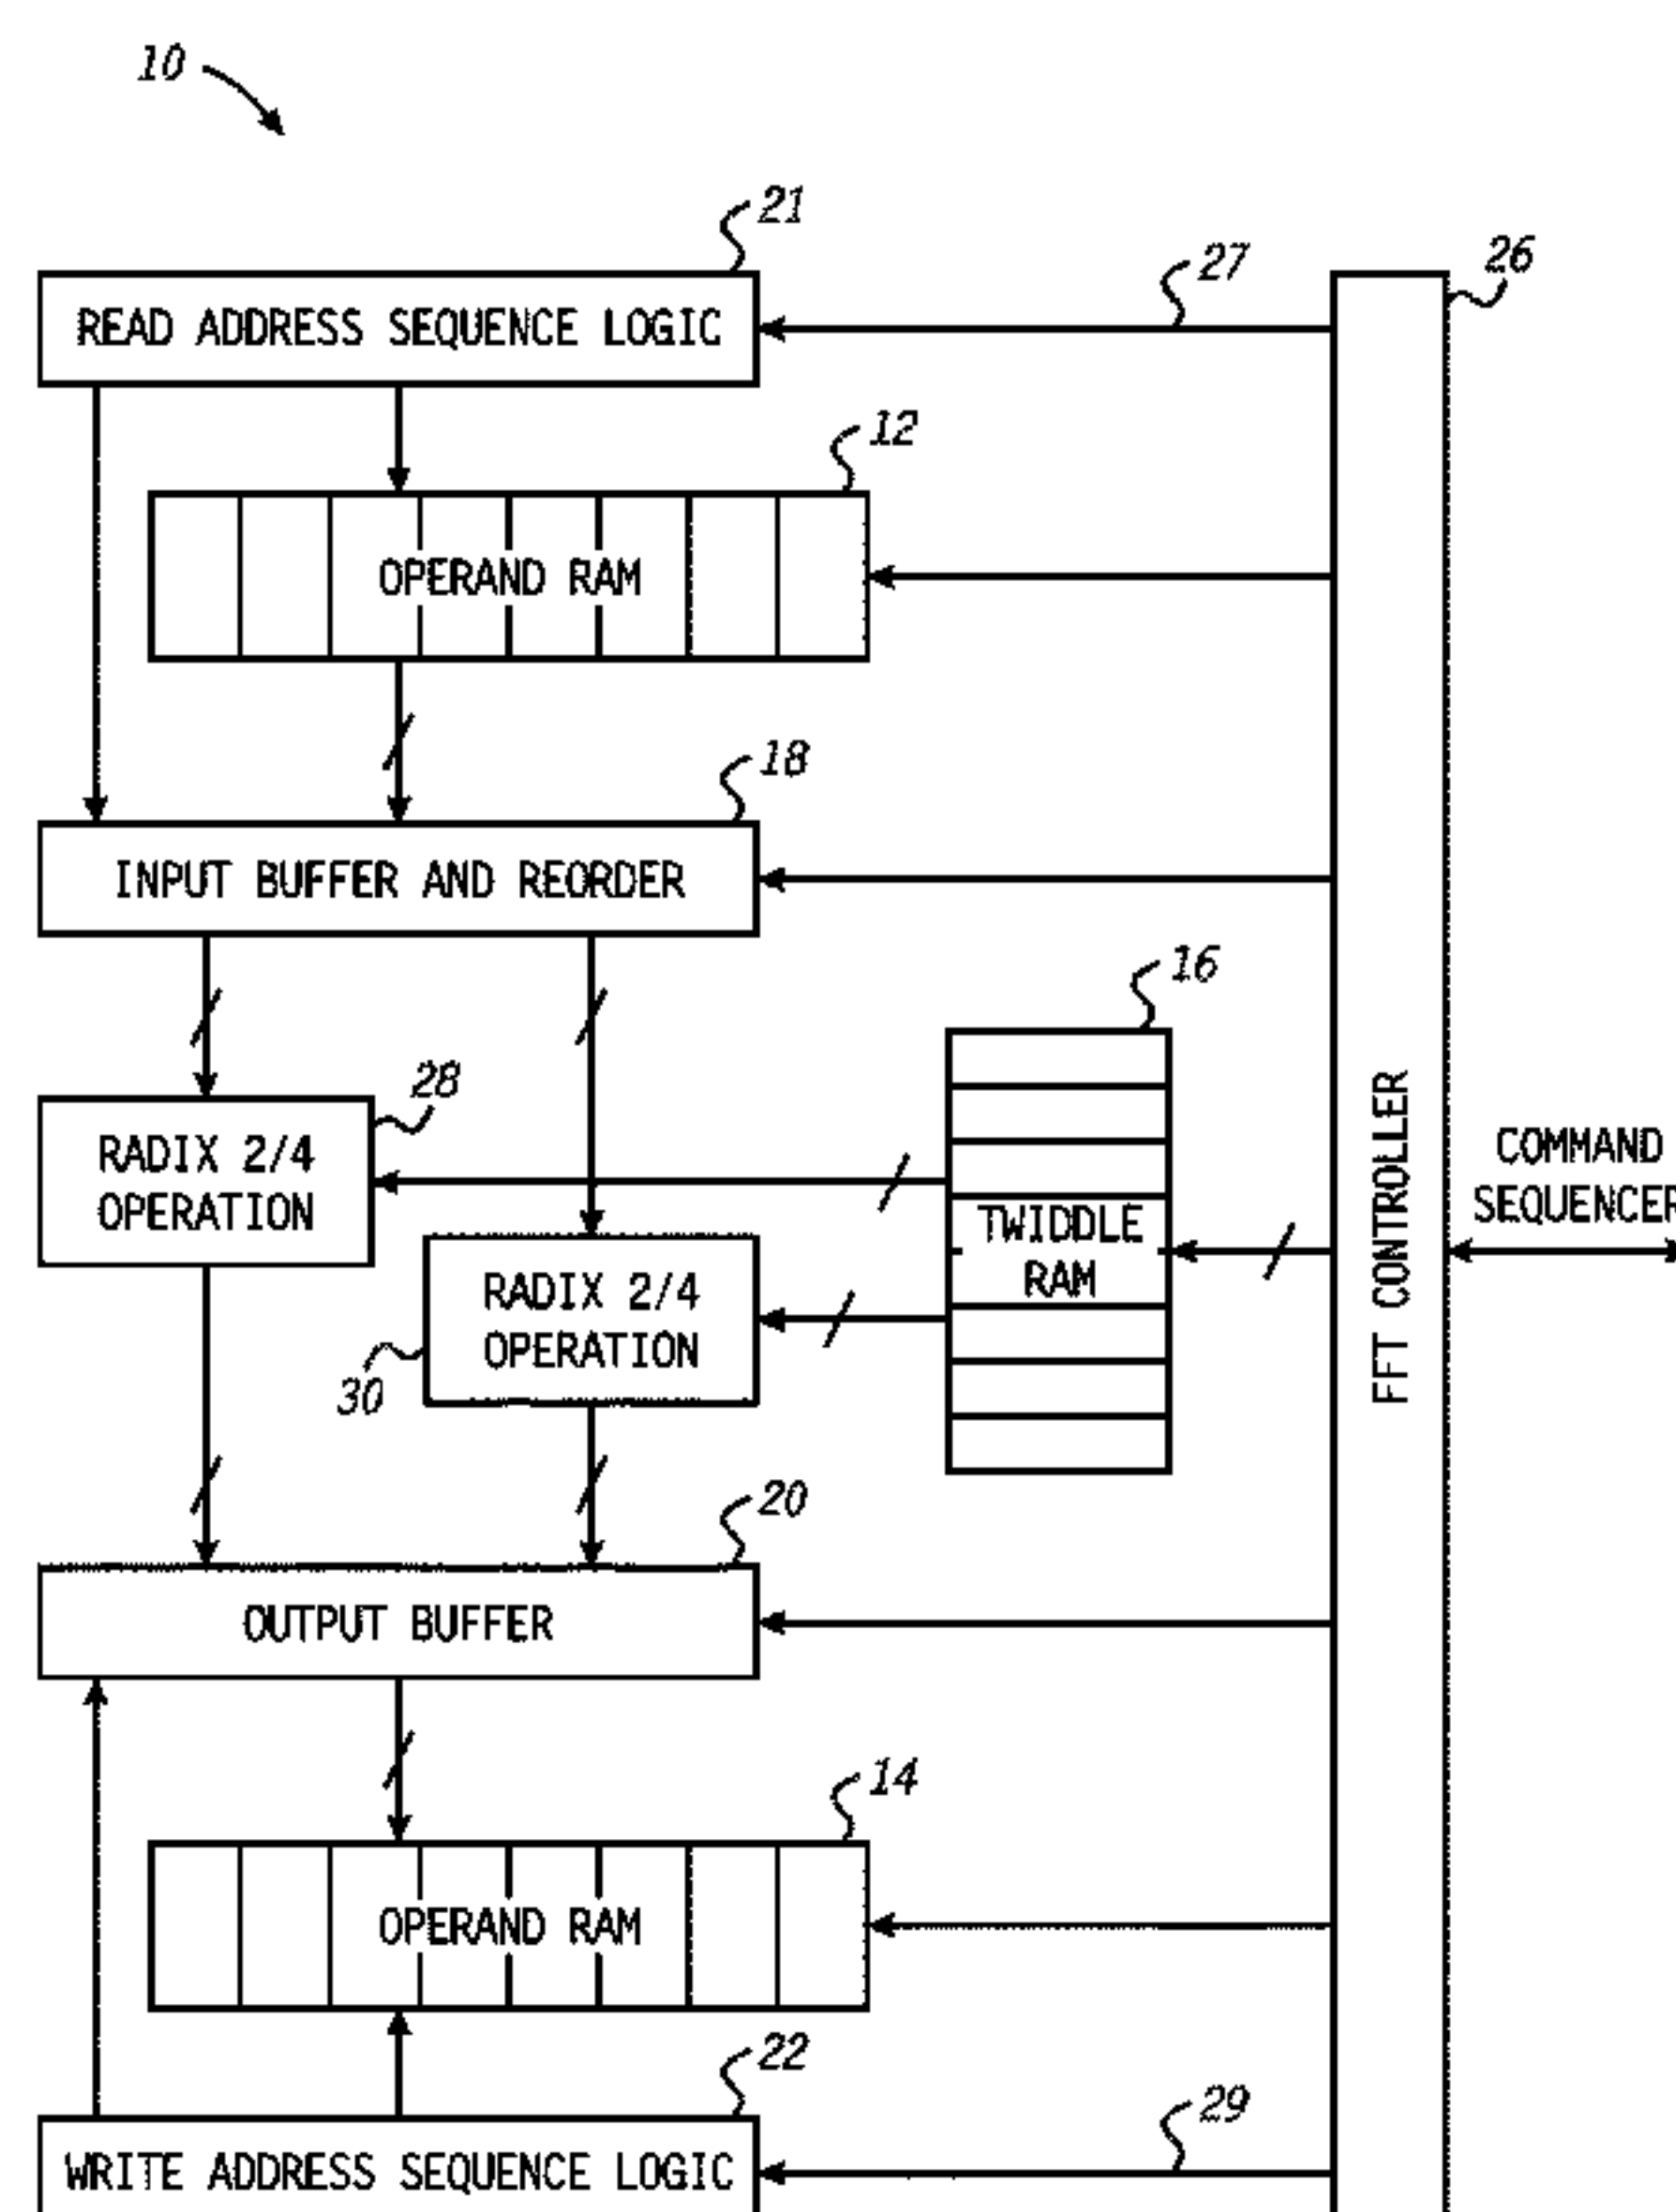 10
21
READ ADDRESS SEQUENCE LOGIC
27
26
12
OPERAND RAM
18
INPUT BUFFER AND REORDER
16
28
RADIX 2/4
OPERATION
TWIDDLE
RAM
FFT CONTROLLER
COMMAND
SEQUENCER
RADIX 2/4
OPERATION
30
20
OUTPUT BUFFER
14
OPERAND RAM
22
29
WRITE ADDRESS SEQUENCE LOGIC